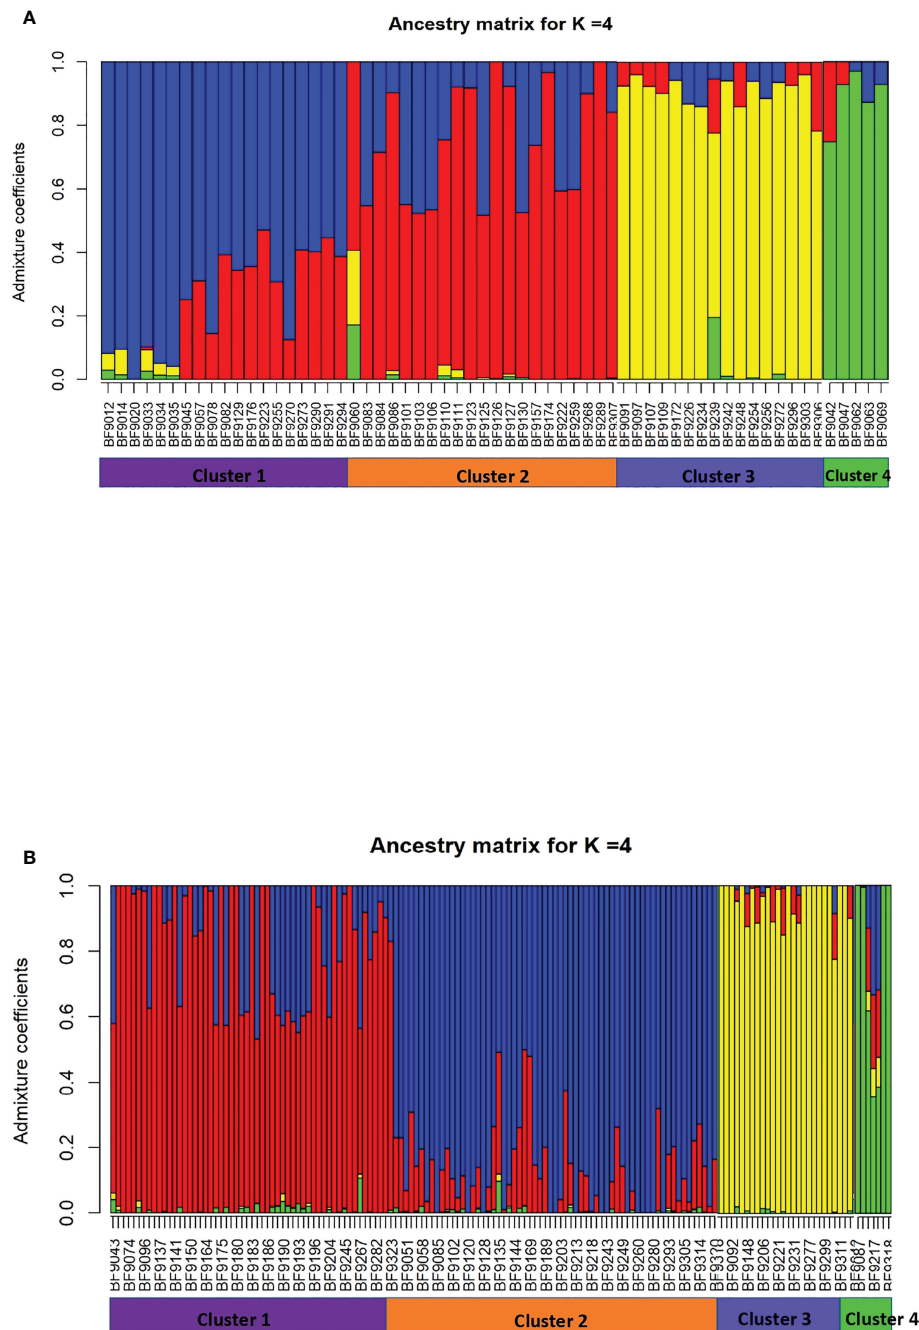 A
Ancestry matrix for K =4
Admixture coefficients
1.0
0.8
0.6
0.4
0.2
0.0
BF9012
BF9014
BF9020
BF9033
BF9034
BF9035
BF9045
BF9057
BF9078
BF9082
BF9129
BF9176
BF9223
BF9255
BF9270
BF9273
BF9290
BF9291
BF9294
BF9060
BF9083
BF9084
BF9086
BF9101
BF9103
BF9106
BF9110
BF9111
BF9123
BF9125
BF9126
BF9127
BF9130
BF9157
BF9174
BF9222
BF9259
BF9268
BF9289
BF9307
BF9091
BF9097
BF9107
BF9109
BF9172
BF9226
BF9234
BF9239
BF9242
BF9248
BF9254
BF9256
BF9272
BF9296
BF9303
BF9306
BF9042
BF9047
BF9062
BF9063
BF9069
Cluster 1
Cluster 2
Cluster 3
Cluster 4
B
Ancestry matrix for K =4
Admixture coefficients
1.0
0.8
0.6
0.4
0.2
0.0
BF9043
BF9074
BF9096
BF9137
BF9141
BF9150
BF9164
BF9175
BF9180
BF9183
BF9186
BF9190
BF9193
BF9196
BF9204
BF9245
BF9267
BF9282
BF9323
BF9051
BF9058
BF9085
BF9102
BF9120
BF9128
BF9135
BF9144
BF9169
BF9189
BF9203
BF9213
BF9218
BF9243
BF9249
BF9260
BF9280
BF9293
BF9305
BF9314
BF9092
BF9148
BF9206
BF9221
BF9231
BF9277
BF9299
BF9311
BF9087
BF9217
BF9318
Cluster 1
Cluster 2
Cluster 3
Cluster 4